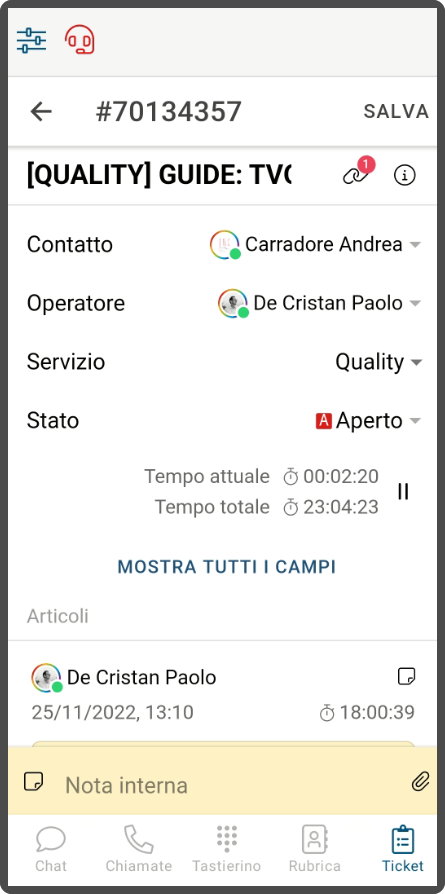 #70134357 SALVA
[QUALITY] GUIDE: TV
1
Contatto Carradore Andrea
Operatore De Cristan Paolo
Servizio Quality
Stato A Aperto
Tempo attuale 00:02:20
Tempo totale 23:04:23
MOSTRA TUTTI I CAMPI
Articoli
De Cristan Paolo
25/11/2022, 13:10 18:00:39
Nota interna
Chat Chiamate Tastierino Rubrica Ticket